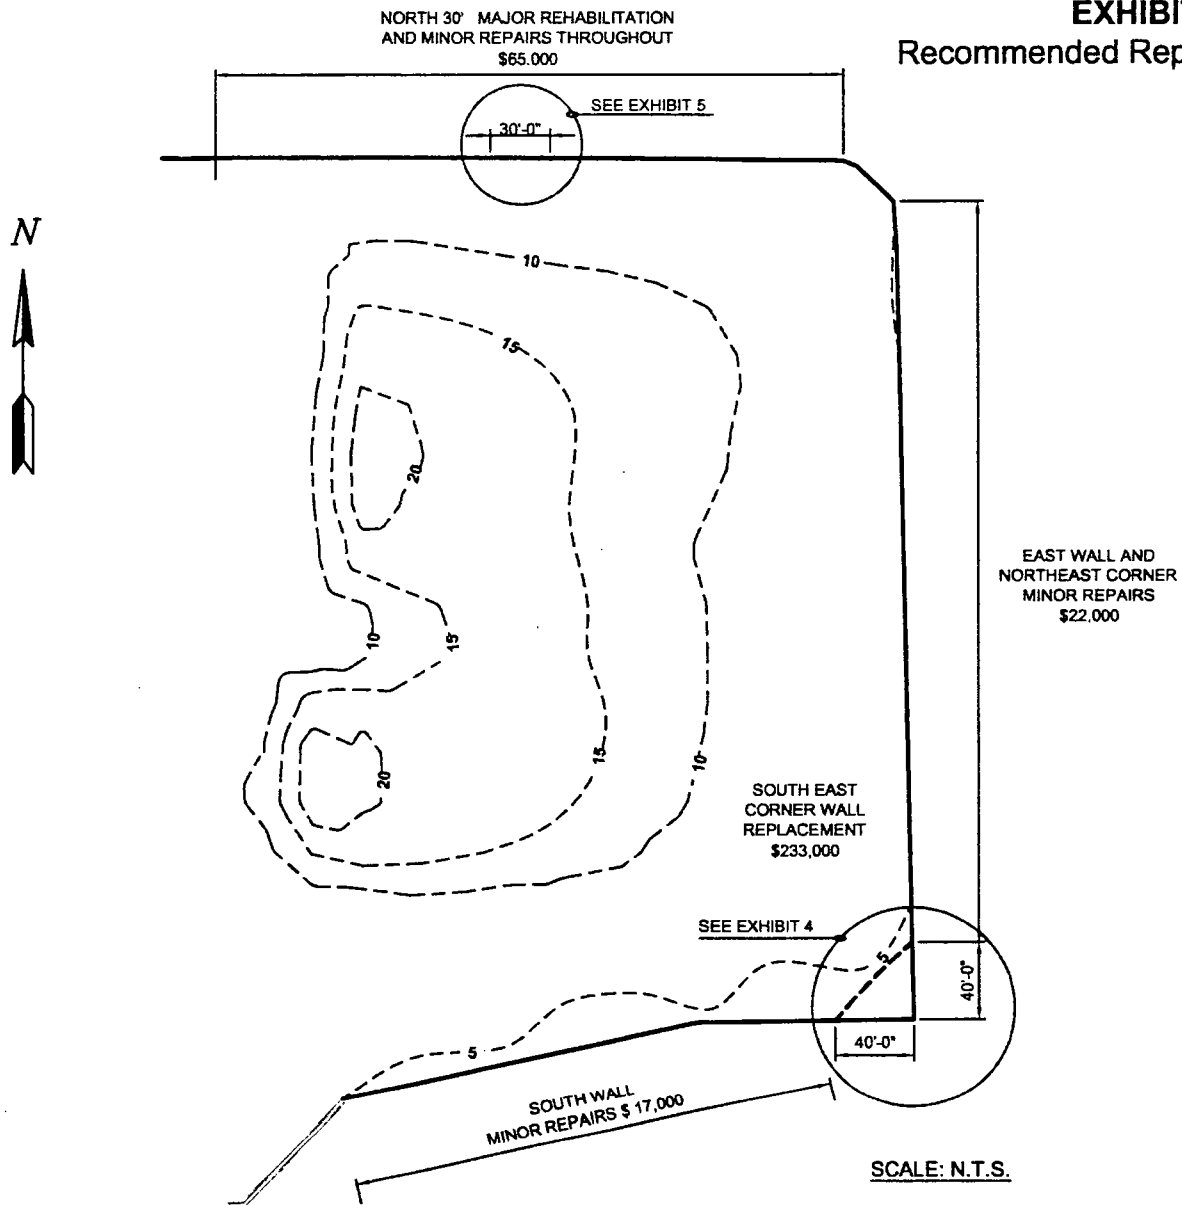 EXHIBIT
Recommended Rep
NORTH 30' MAJOR REHABILITATION
AND MINOR REPAIRS THROUGHOUT
$65.000
SEE EXHIBIT 5
30'-0"
N
10
15
20
10
15
20
15
10
EAST WALL AND
NORTHEAST CORNER
MINOR REPAIRS
$22,000
SOUTH EAST
CORNER WALL
REPLACEMENT
$233,000
SEE EXHIBIT 4
5
40'-0"
40'-0"
5
SOUTH WALL
MINOR REPAIRS $ 17,000
SCALE: N.T.S.